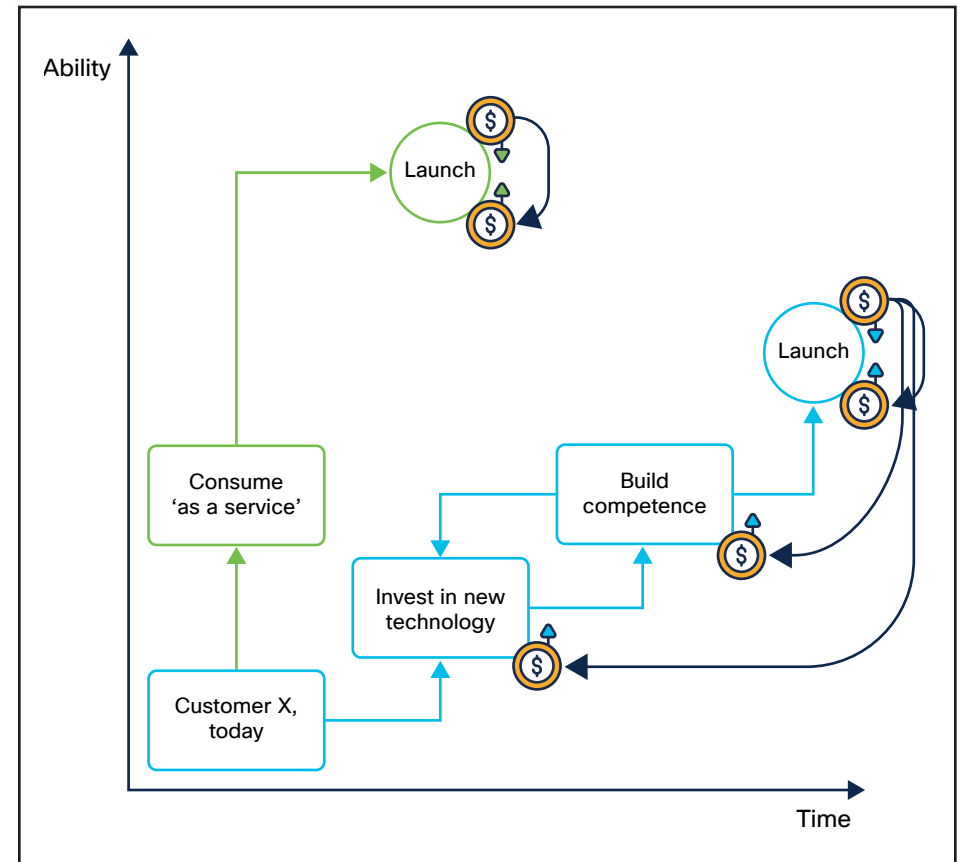 Ability
$
Launch
$
$
Launch
$
Consume
‘as a service’
Build
competence
$
Invest in new
technology
$
Customer X,
today
Time